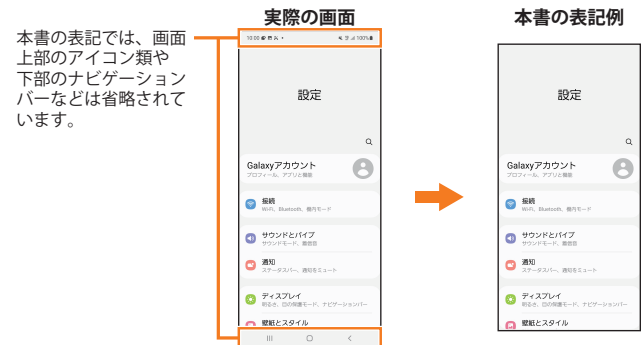 実際の画面
本書の表記例
本書の表記では、画面
上部のアイコン類や
下部のナビゲーション
バーなどは省略されて
います。
10:00
100%
設定
Galaxyアカウント
プロフィール、アプリと機能
接続
Wi-Fi、Bluetooth、機内モード
サウンドとバイブ
サウンドモード、着信音
通知
ステータスバー、通知をミュート
ディスプレイ
明るさ、目の保護モード、ナビゲーションバー
壁紙とスタイル
設定
Galaxyアカウント
プロフィール、アプリと機能
接続
Wi-Fi、Bluetooth、機内モード
サウンドとバイブ
サウンドモード、着信音
通知
ステータスバー、通知をミュート
ディスプレイ
明るさ、目の保護モード、ナビゲーションバー
壁紙とスタイル